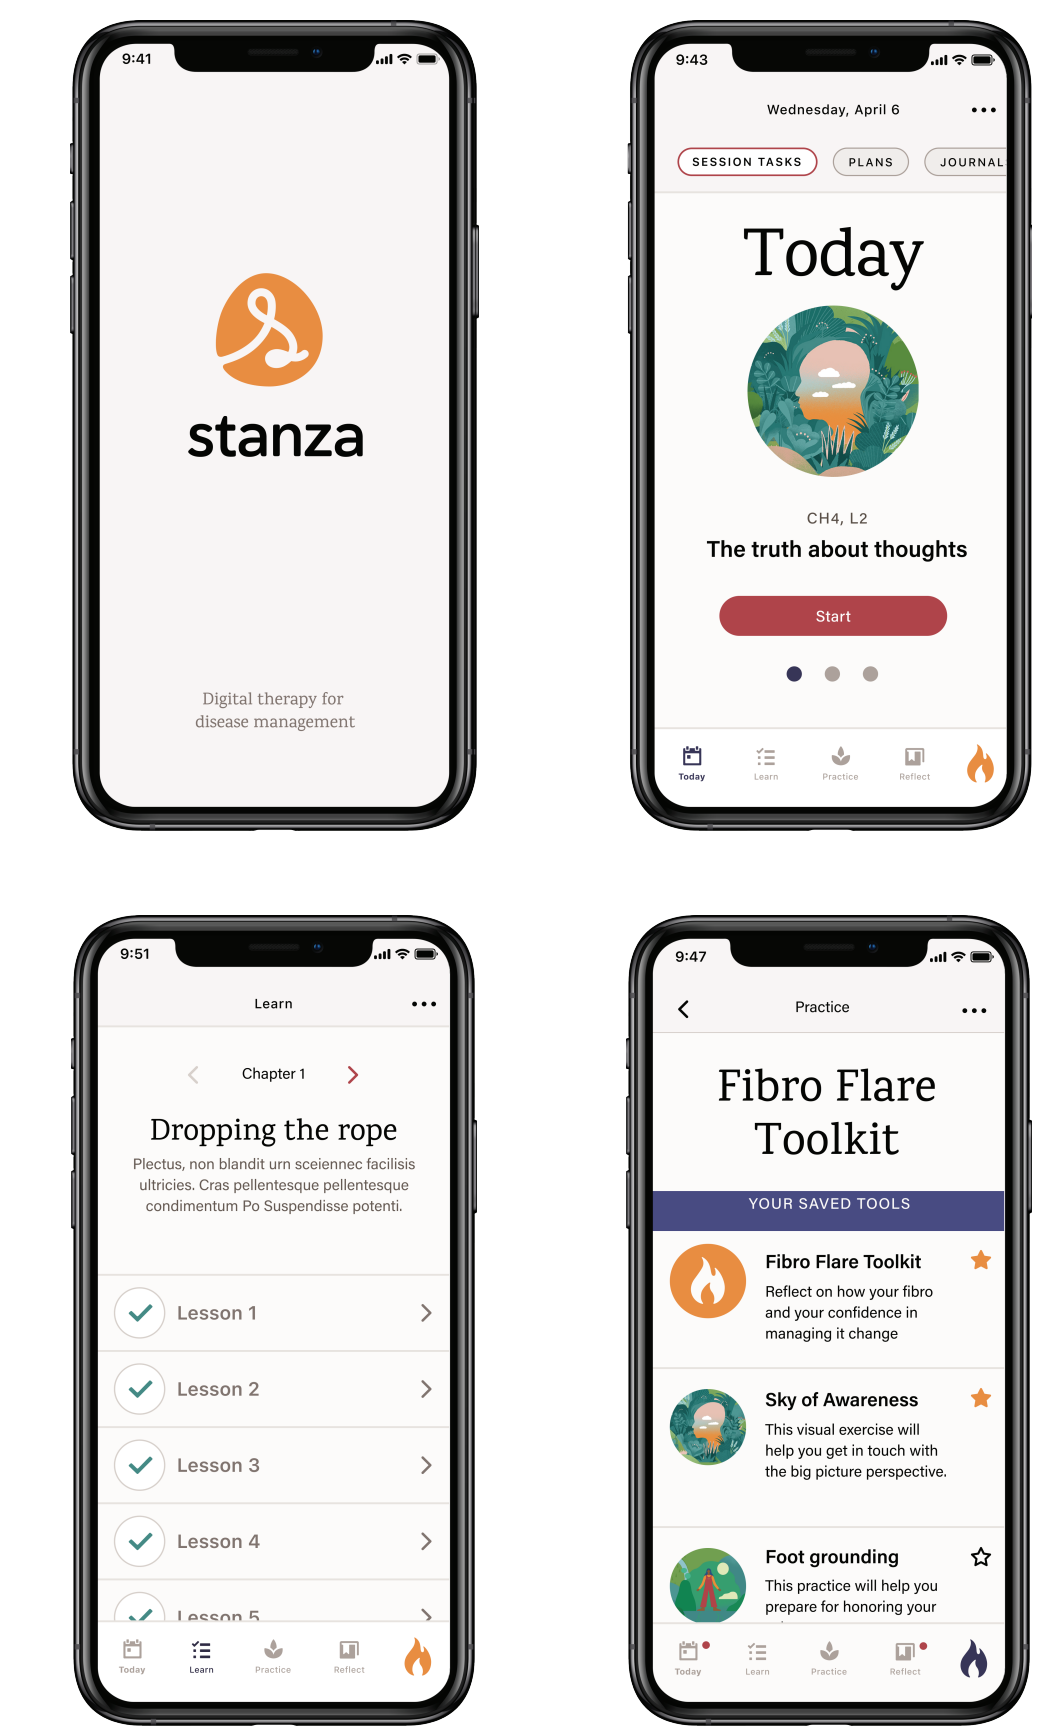 9:41
stanza
Digital therapy for
disease management
9:43
Wednesday, April 6
SESSION TASKS
PLANS
JOURNAL
Today
CH4, L2
The truth about thoughts
Start
Today
Learn
Practice
Reflect
9:51
Learn
Chapter 1
Dropping the rope
Plectus, non blandit urn sceiennec facilisis
ultricies. Cras pellentesque pellentesque
condimentum Po Suspendisse potenti.
Lesson 1
Lesson 2
Lesson 3
Lesson 4
Lesson 5
Today
Learn
Practice
Reflect
9:47
Practice
Fibro Flare
Toolkit
YOUR SAVED TOOLS
Fibro Flare Toolkit
Reflect on how your fibro
and your confidence in
managing it change
Sky of Awareness
This visual exercise will
help you get in touch with
the big picture perspective.
Foot grounding
This practice will help you
prepare for honoring your
Today
Learn
Practice
Reflect